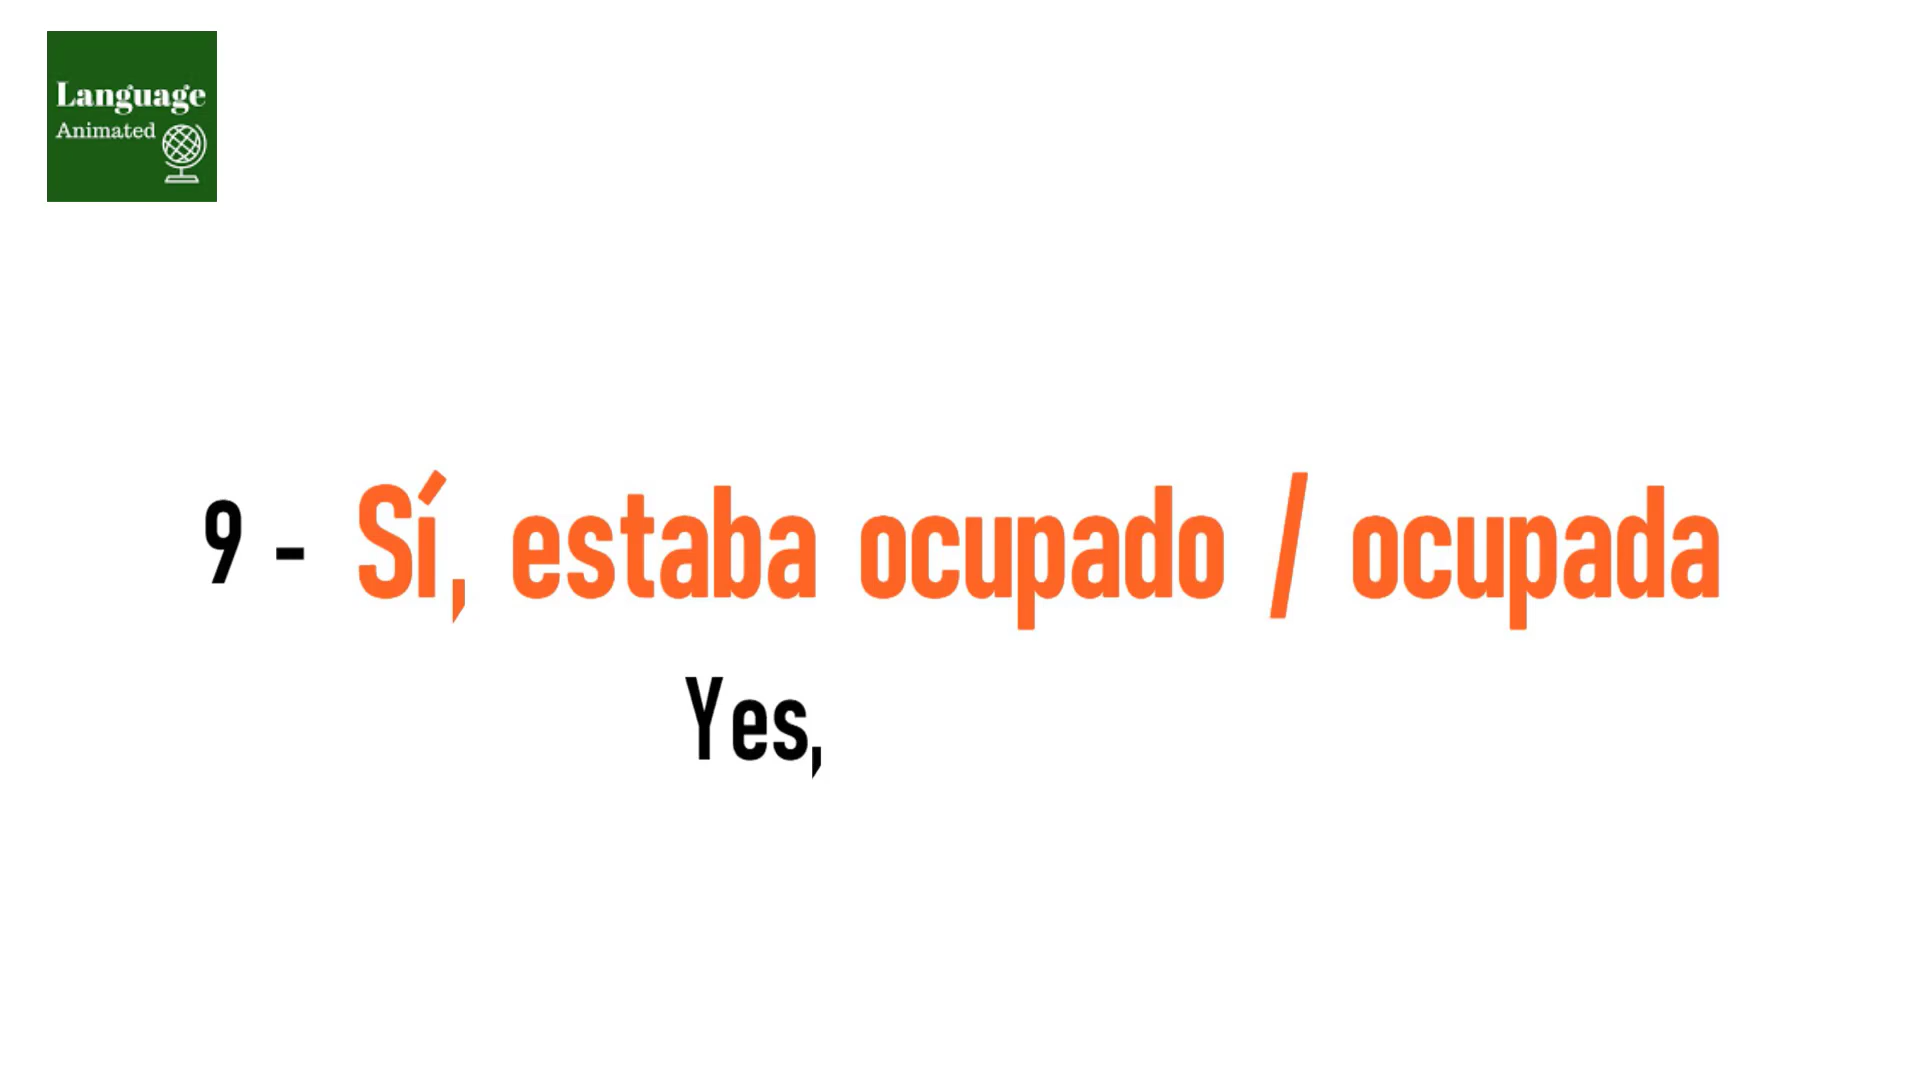 Language
Animated
9 - Sí, estaba ocupado / ocupada
Yes,